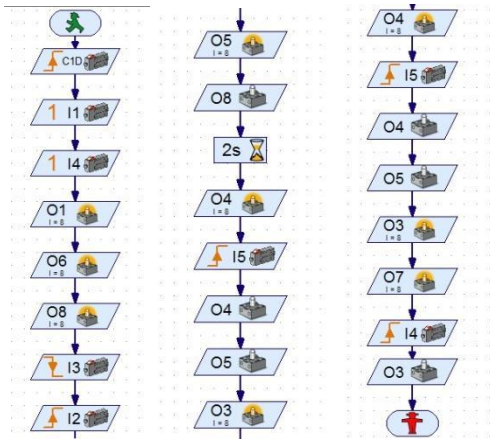 C1D
1 I1
1 I4
O1
I = 8
O6
I = 8
O8
I = 8
I3
I2
O5
I = 8
O8
2s
O4
I = 8
I5
O4
O5
O3
I = 8
O4
I = 8
I5
O4
O5
O3
I = 8
O7
I = 8
I4
O3